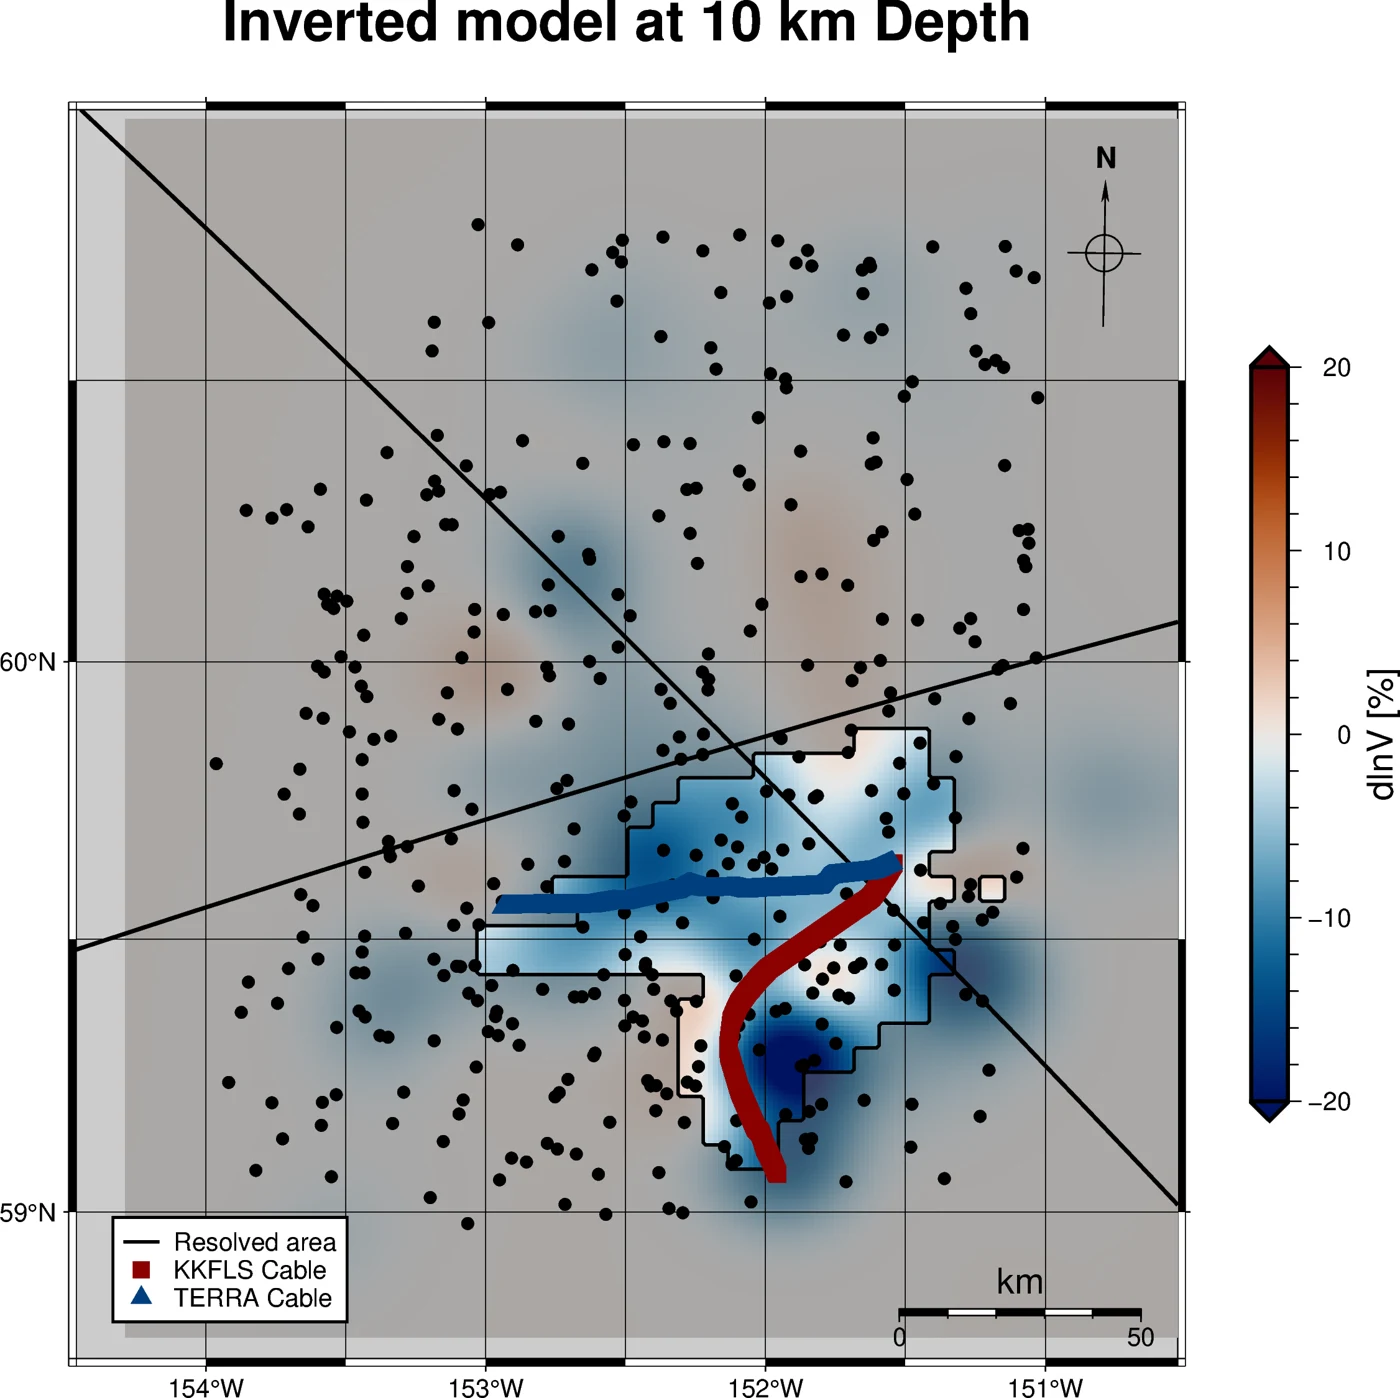 Inverted model at 10 km Depth
N
20
10
0
−10
−20
dlnV [%]
60°N
59°N
Resolved area
KKFLS Cable
TERRA Cable
km
0 50
154°W 153°W 152°W 151°W